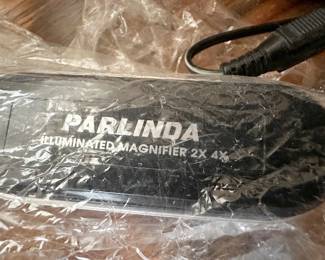 PARLINDA
ILLUMINATED MAGNIFIER 2X 4X